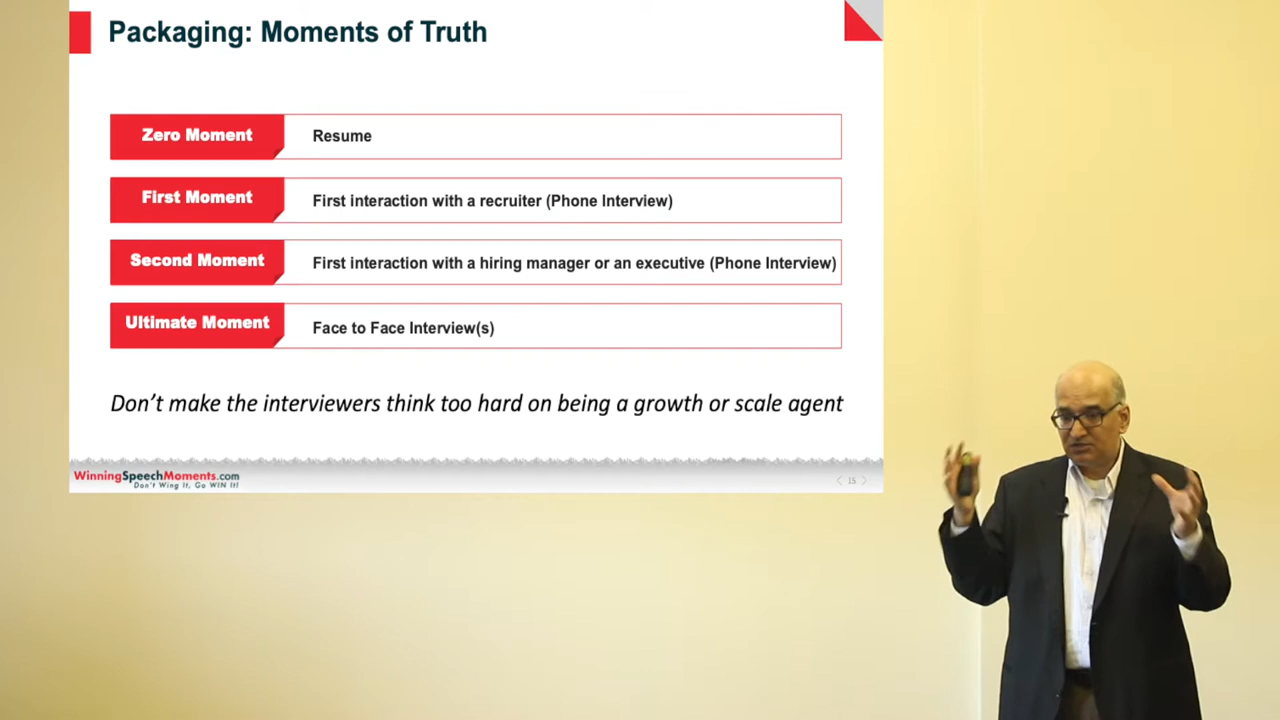 Packaging: Moments of Truth
Zero Moment
Resume
First Moment
First interaction with a recruiter (Phone Interview)
Second Moment
First interaction with a hiring manager or an executive (Phone Interview)
Ultimate Moment
Face to Face Interview(s)
Don't make the interviewers think too hard on being a growth or scale agent
WinningSpeechMoments.com
Don't Wing It, Go WIN It!
15